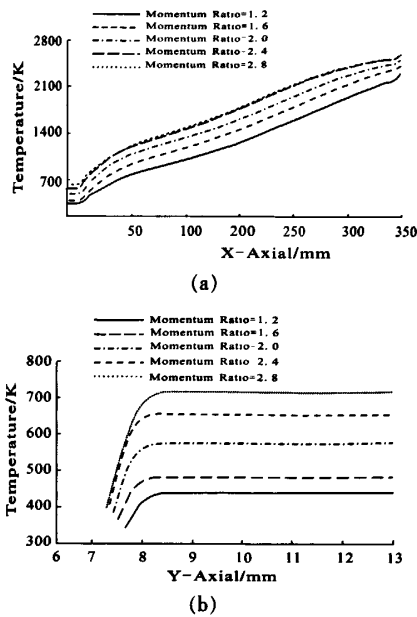 Momentum Ratio=1.2
Momentum Ratio=1.6
Momentum Ratio-2.0
Momentum Ratio-2.4
Momentum Ratio=2.8
Temperature/K
2800
2100
1400
700
50 100 150 200 250 300 350
X-Axial/mm
(a)
Momentum Ratio=1.2
Momentum Ratio=1.6
Momentum Ratio-2.0
Momentum Ratio 2.4
Momentum Ratio=2.8
Temperature/K
800
700
600
500
400
300
6 7 8 9 10 11 12 13
Y-Axial/mm
(b)